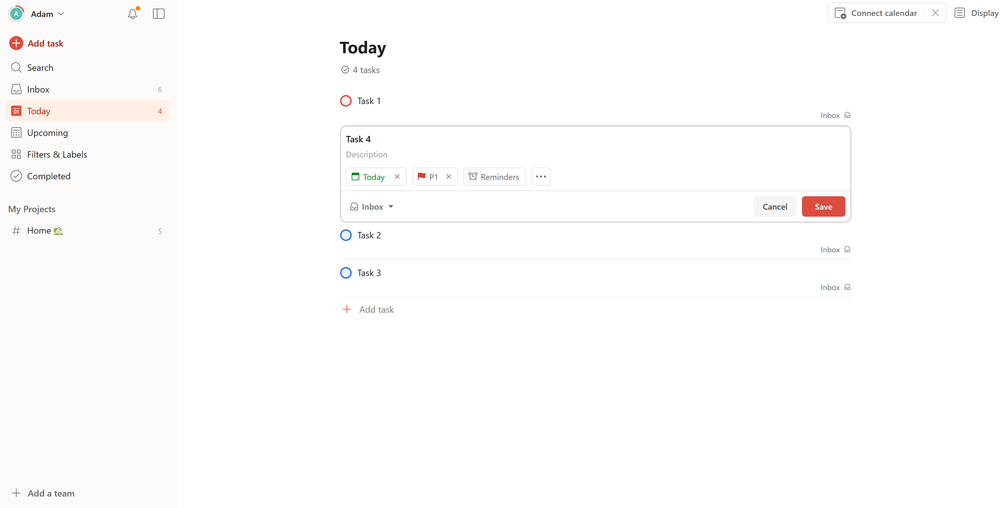 A Adam
Add task
Search
Inbox 6
01 Today 4
Upcoming
Filters & Labels
Completed
My Projects
Home 5
Add a team
Connect calendar
Display
Today
4 tasks
Task 1
Inbox
Task 4
Description
Today P1 Reminders
Inbox Cancel Save
Task 2
Inbox
Task 3
Inbox
Add task